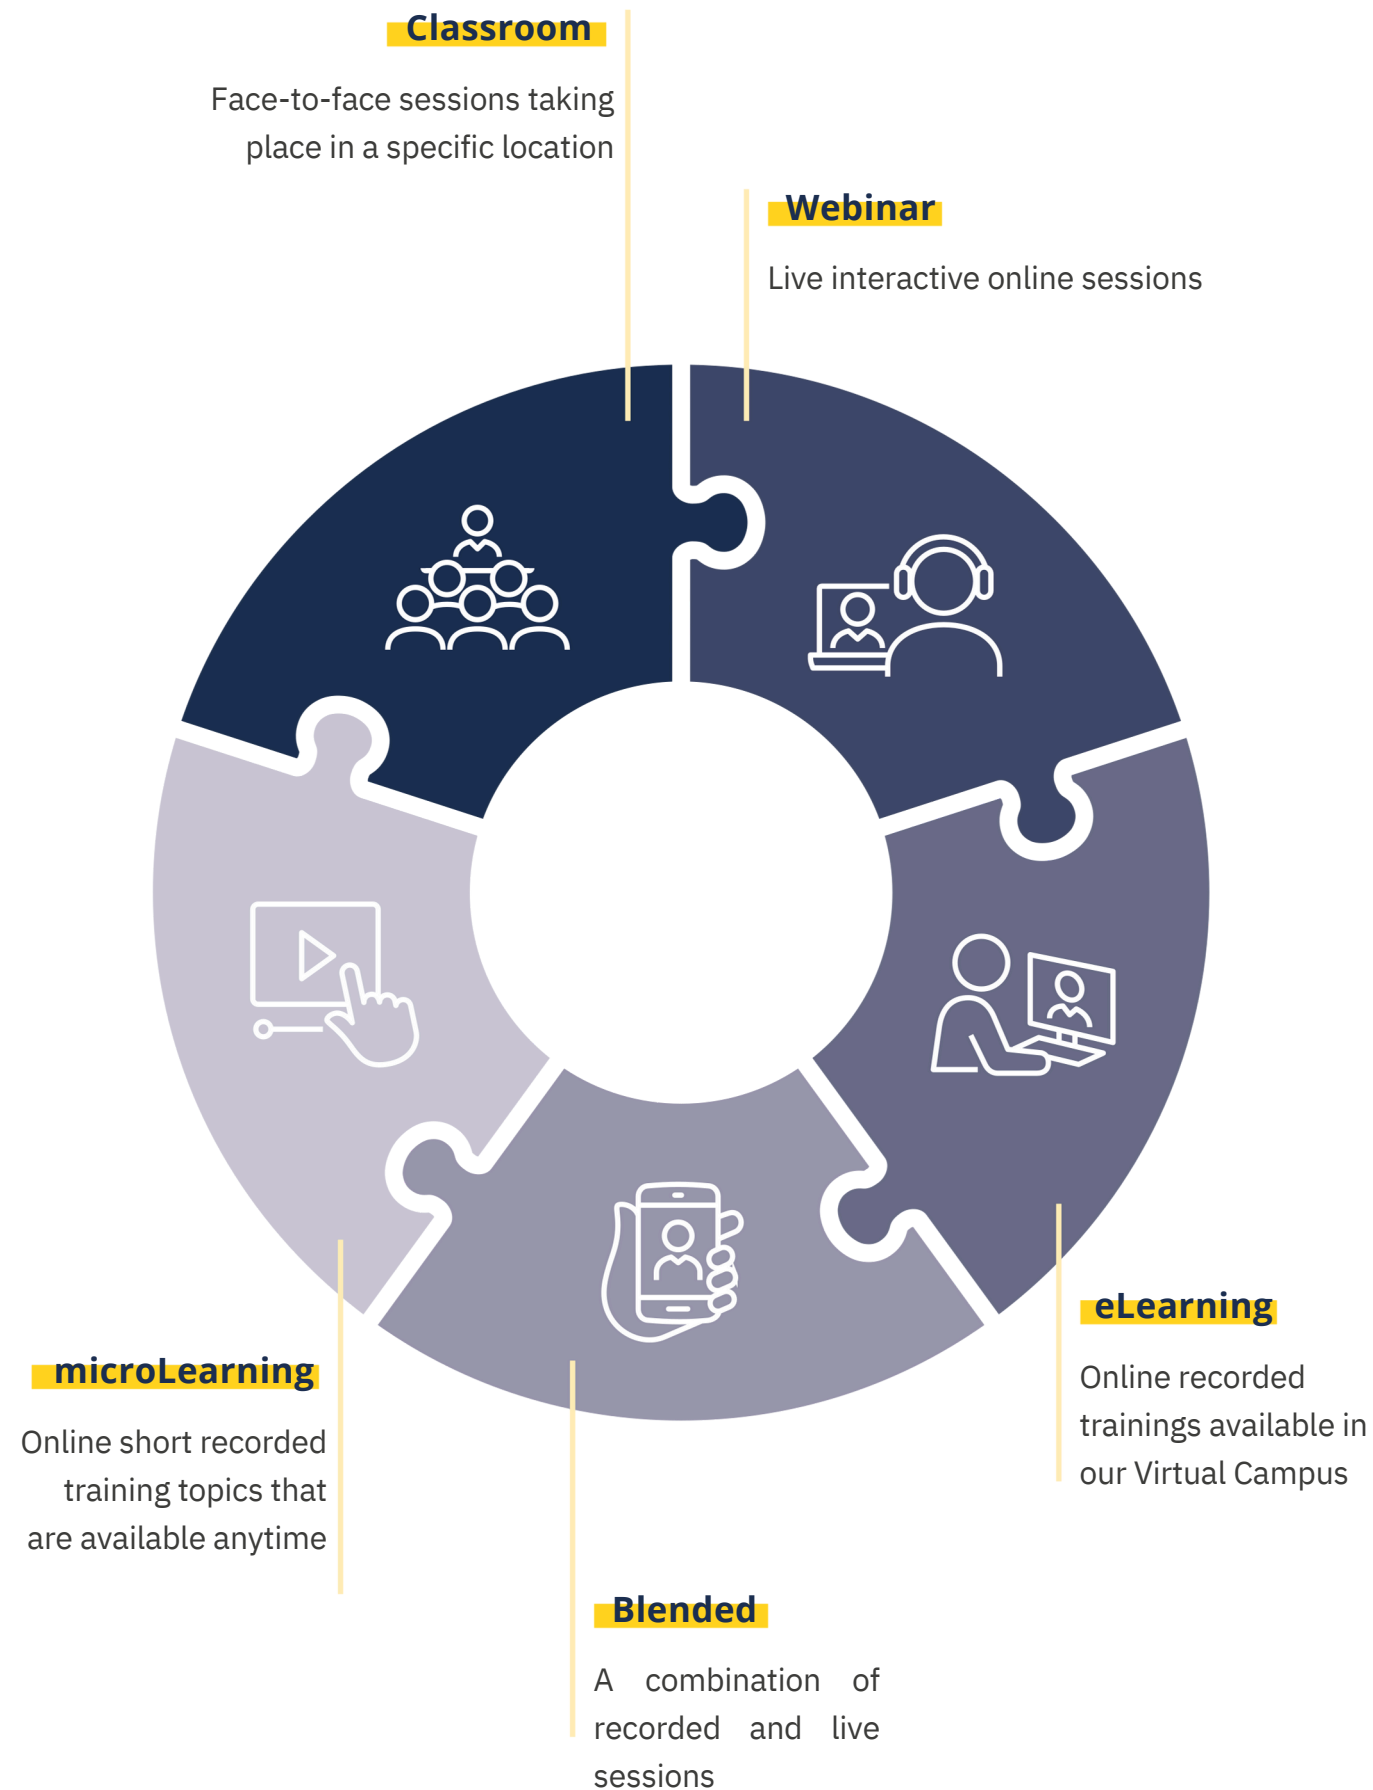 Classroom
Face-to-face sessions taking
place in a specific location
Webinar
Live interactive online sessions
eLearning
Online recorded
trainings available in
our Virtual Campus
microLearning
Online short recorded
training topics that
are available anytime
Blended
A combination of
recorded and live
sessions